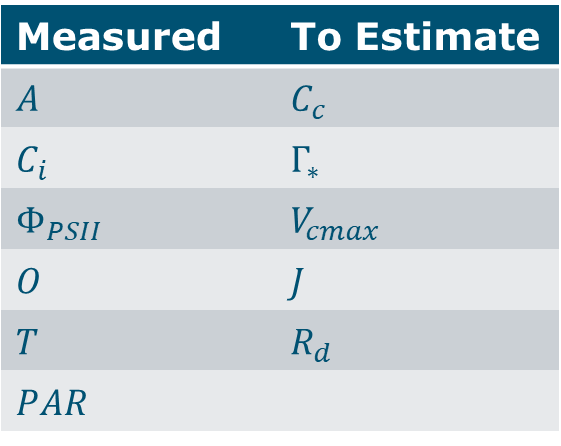 Measured To Estimate
A C_c
C_i Γ_*
Φ_PSII V_cmax
O J
T R_d
PAR